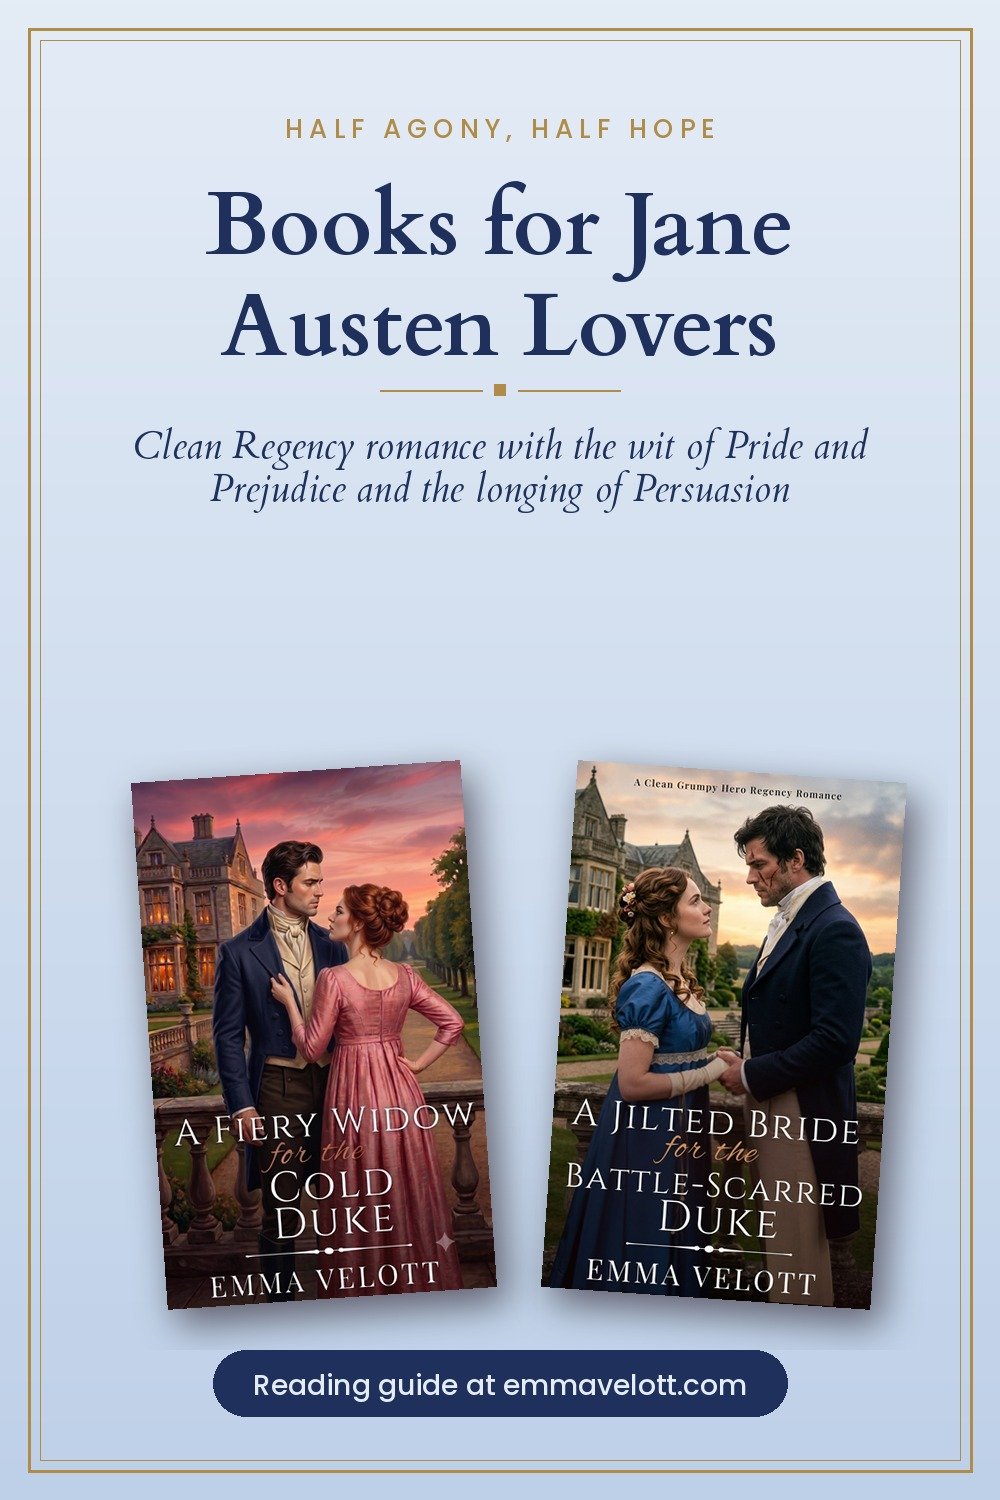 HALF AGONY, HALF HOPE
Books for Jane
Austen Lovers
Clean Regency romance with the wit of Pride and
Prejudice and the longing of Persuasion
A FIERY WIDOW
for the
COLD
DUKE
EMMA VELOTT
A Clean Grumpy Hero Regency Romance
A JILTED BRIDE
for the
BATTLE-SCARRED
DUKE
EMMA VELOTT
Reading guide at emmavelott.com